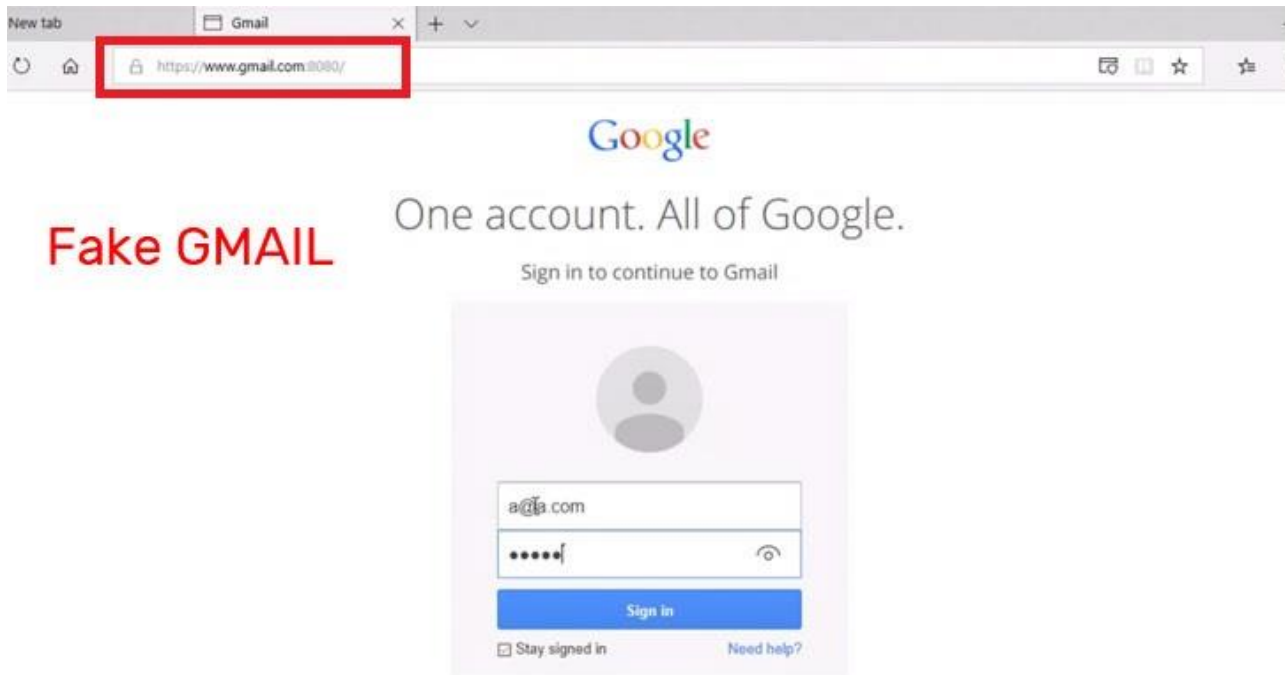 New tab
Gmail
https://www.gmail.com:8080/
Google
One account. All of Google.
Fake GMAIL
Sign in to continue to Gmail
a@a.com
Sign in
Stay signed in
Need help?